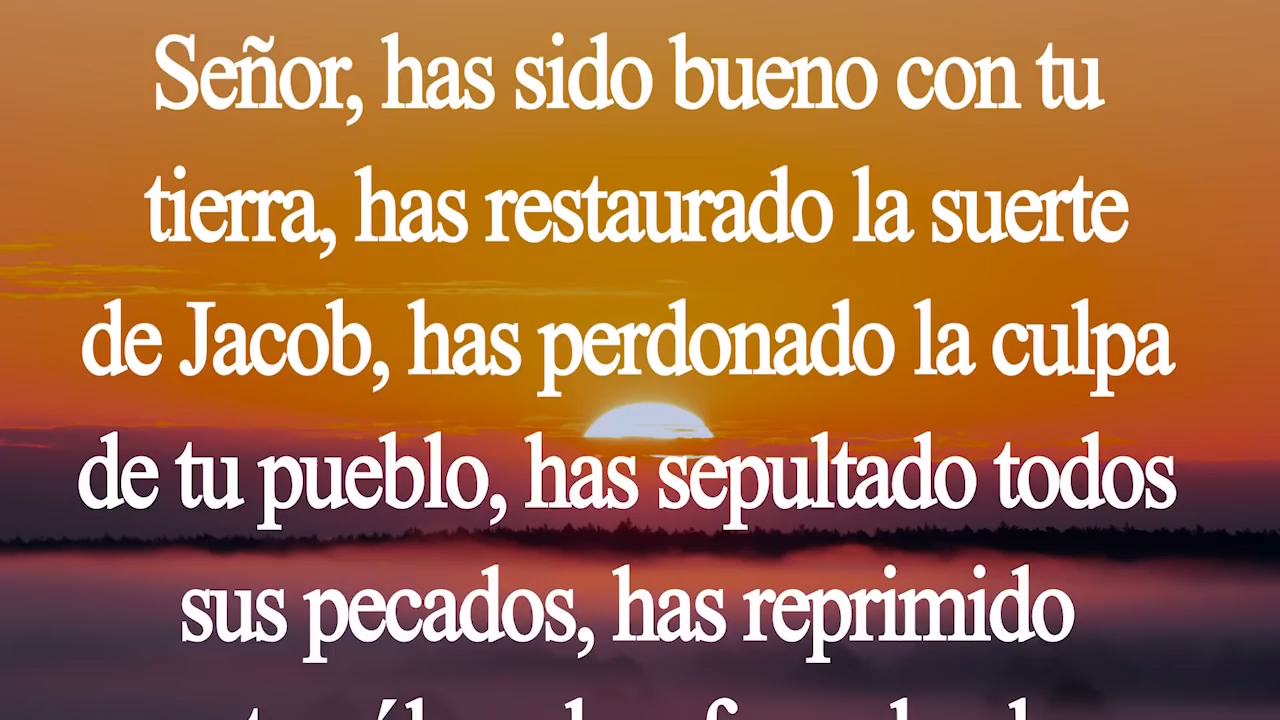 Señor, has sido bueno con tu
tierra, has restaurado la suerte
de Jacob, has perdonado la culpa
de tu pueblo, has sepultado todos
sus pecados, has reprimido